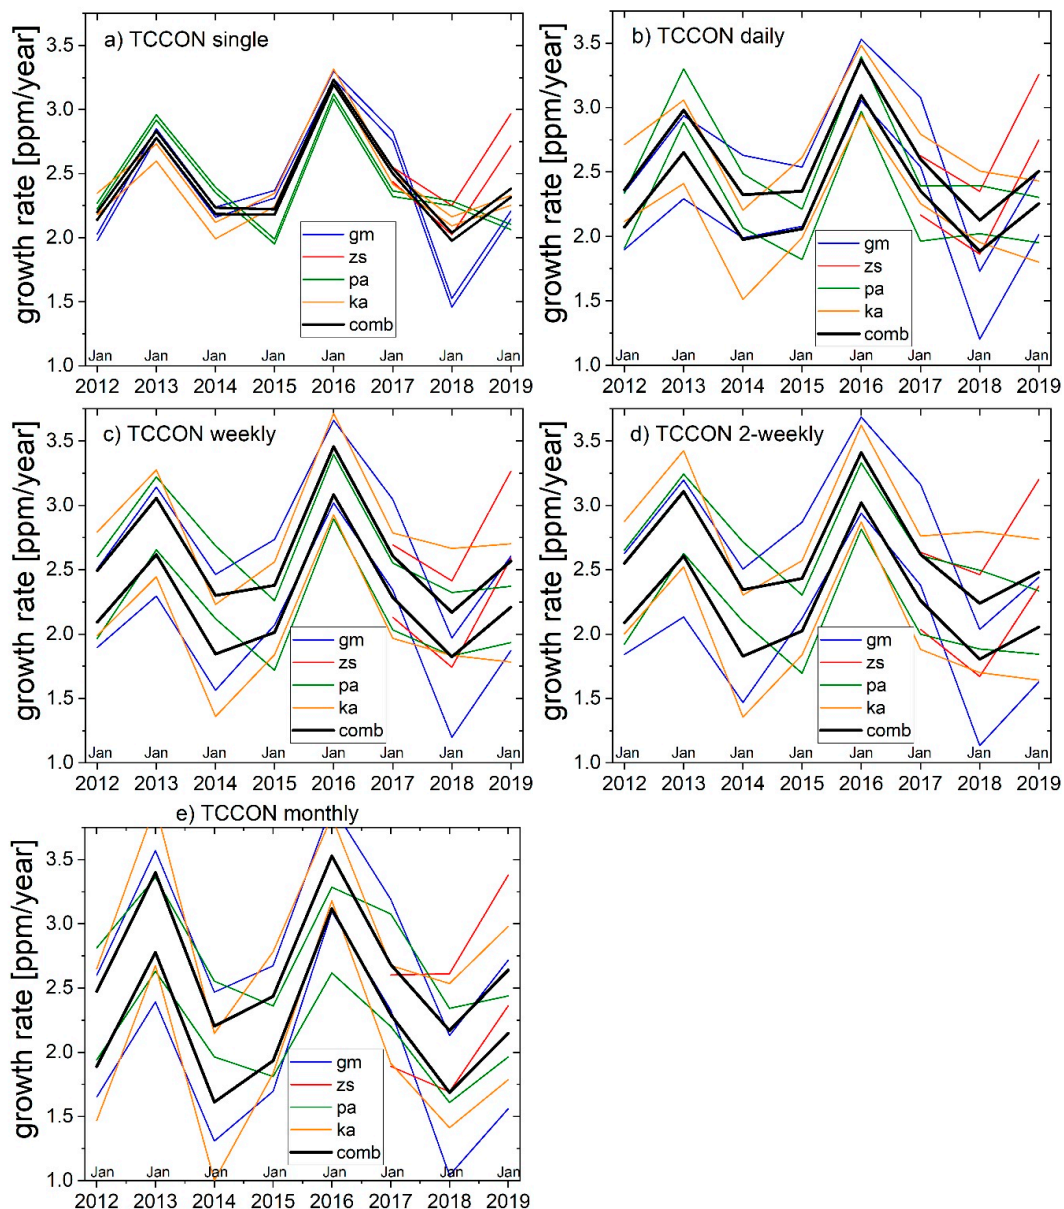 a) TCCON single
growth rate [ppm/year]
3.5
3.0
2.5
2.0
1.5
1.0
gm
zs
pa
ka
comb
Jan Jan Jan Jan Jan Jan Jan Jan
2012 2013 2014 2015 2016 2017 2018 2019
b) TCCON daily
growth rate [ppm/year]
3.5
3.0
2.5
2.0
1.5
1.0
gm
zs
pa
ka
comb
Jan Jan Jan Jan Jan Jan Jan Jan
2012 2013 2014 2015 2016 2017 2018 2019
c) TCCON weekly
growth rate [ppm/year]
3.5
3.0
2.5
2.0
1.5
1.0
gm
zs
pa
ka
comb
Jan Jan Jan Jan Jan Jan Jan Jan
2012 2013 2014 2015 2016 2017 2018 2019
d) TCCON 2-weekly
growth rate [ppm/year]
3.5
3.0
2.5
2.0
1.5
1.0
gm
zs
pa
ka
comb
Jan Jan Jan Jan Jan Jan Jan Jan
2012 2013 2014 2015 2016 2017 2018 2019
e) TCCON monthly
growth rate [ppm/year]
3.5
3.0
2.5
2.0
1.5
1.0
gm
zs
pa
ka
comb
Jan Jan Jan Jan Jan Jan Jan Jan
2012 2013 2014 2015 2016 2017 2018 2019